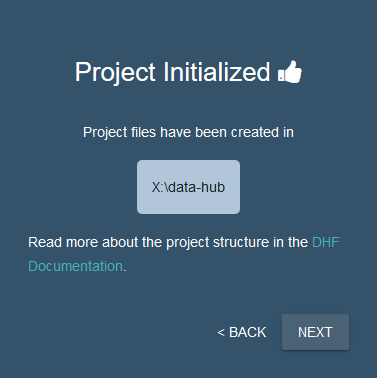 Project Initialized
Project files have been created in
X:\data-hub
Read more about the project structure in the DHF
Documentation.
< BACK NEXT